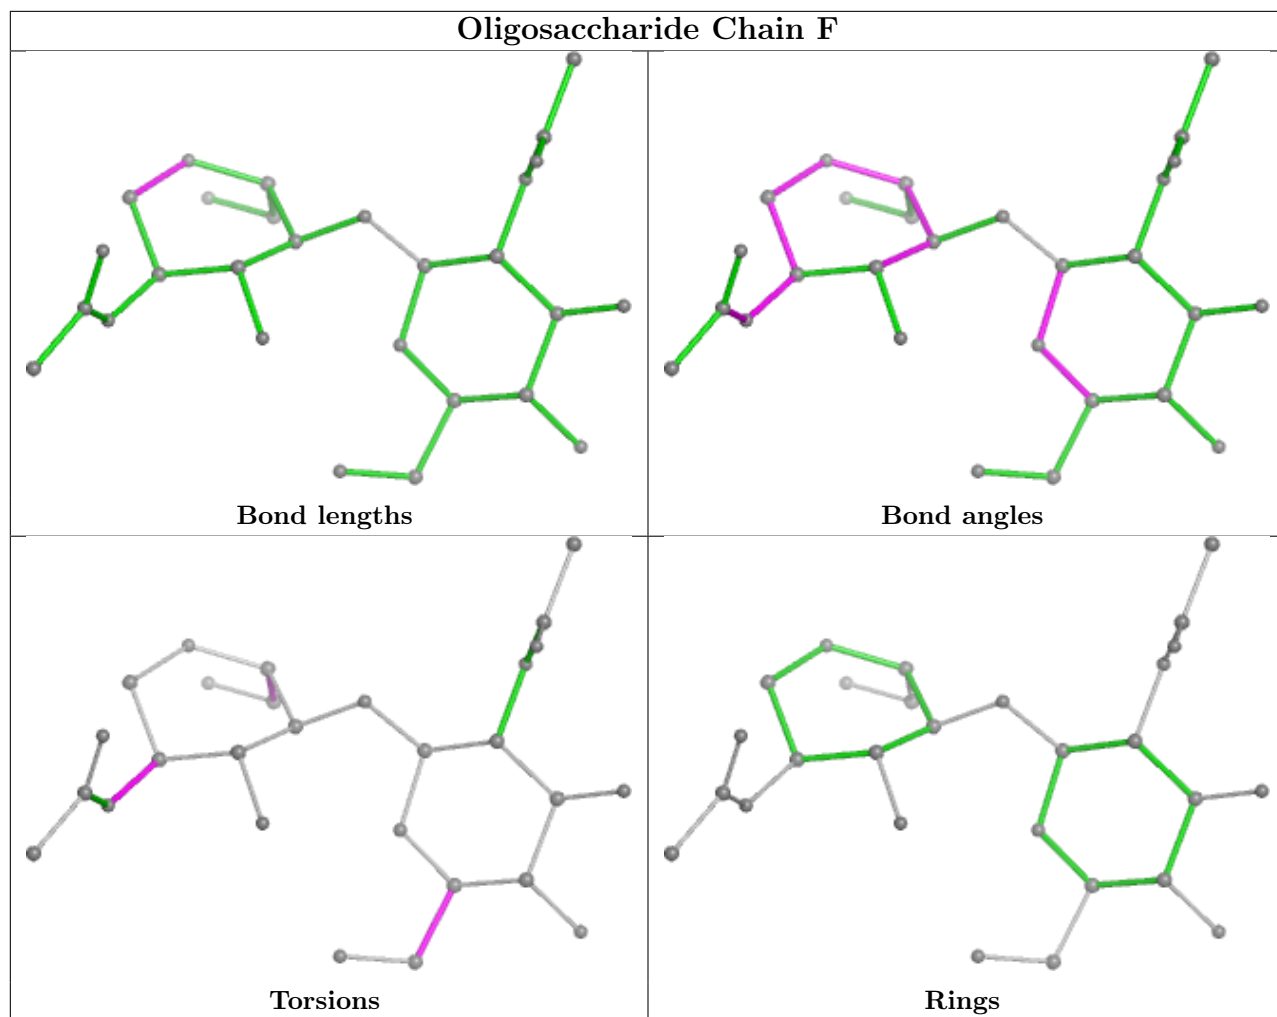 Oligosaccharide Chain F
Bond lengths
Bond angles
Torsions
Rings